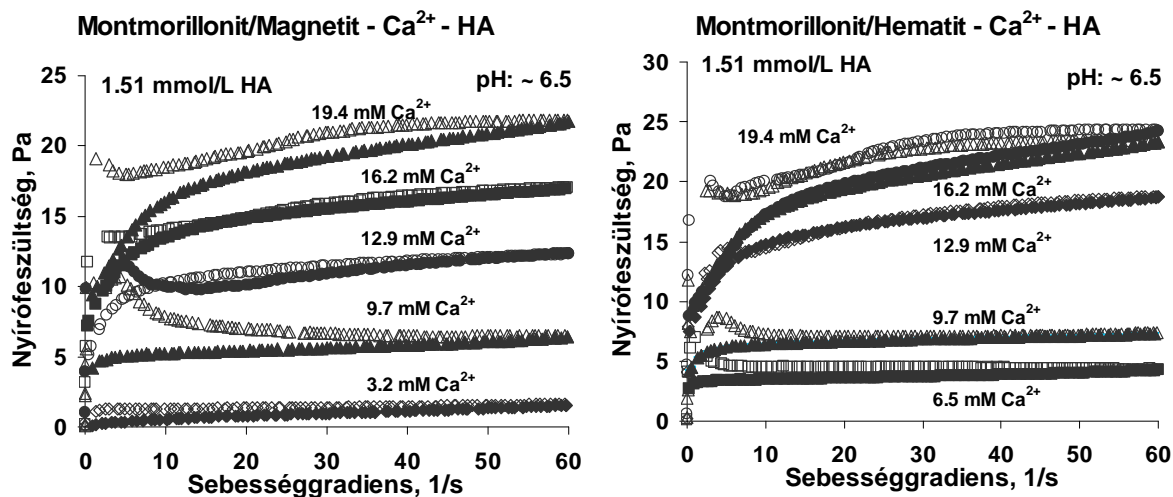 Montmorillonit/Magnetit - Ca²⁺ - HA
1.51 mmol/L HA
pH: ~ 6.5
19.4 mM Ca²⁺
16.2 mM Ca²⁺
12.9 mM Ca²⁺
9.7 mM Ca²⁺
3.2 mM Ca²⁺
Nyírófeszültség, Pa
25
20
15
10
5
0
0 10 20 30 40 50 60
Sebességgradiens, 1/s
Montmorillonit/Hematit - Ca²⁺ - HA
1.51 mmol/L HA
pH: ~ 6.5
19.4 mM Ca²⁺
16.2 mM Ca²⁺
12.9 mM Ca²⁺
9.7 mM Ca²⁺
6.5 mM Ca²⁺
Nyírófeszültség, Pa
30
25
20
15
10
5
0
0 10 20 30 40 50 60
Sebességgradiens, 1/s